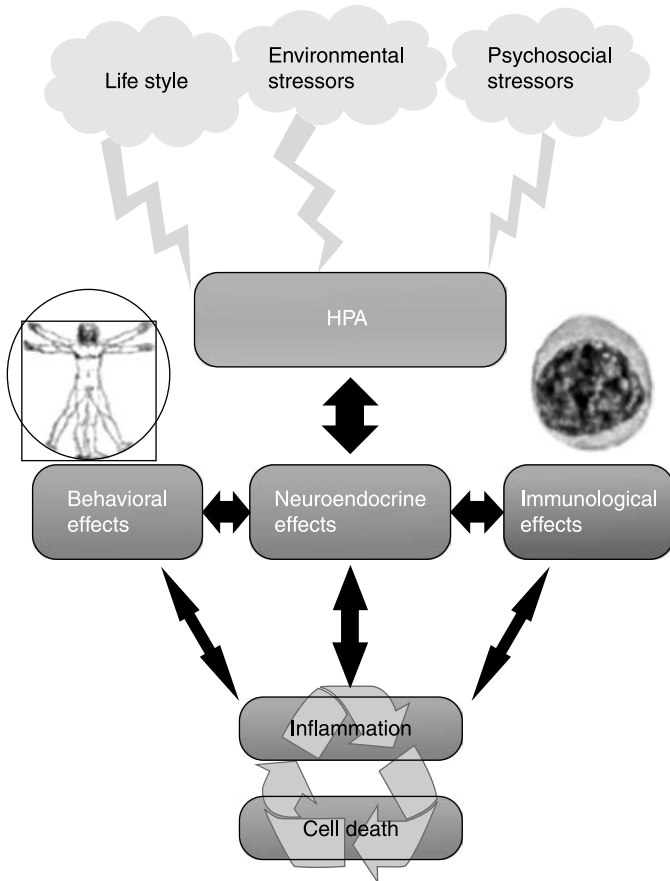 Life style
Environmental
stressors
Psychosocial
stressors
HPA
Behavioral
effects
Neuroendocrine
effects
Immunological
effects
Inflammation
Cell death